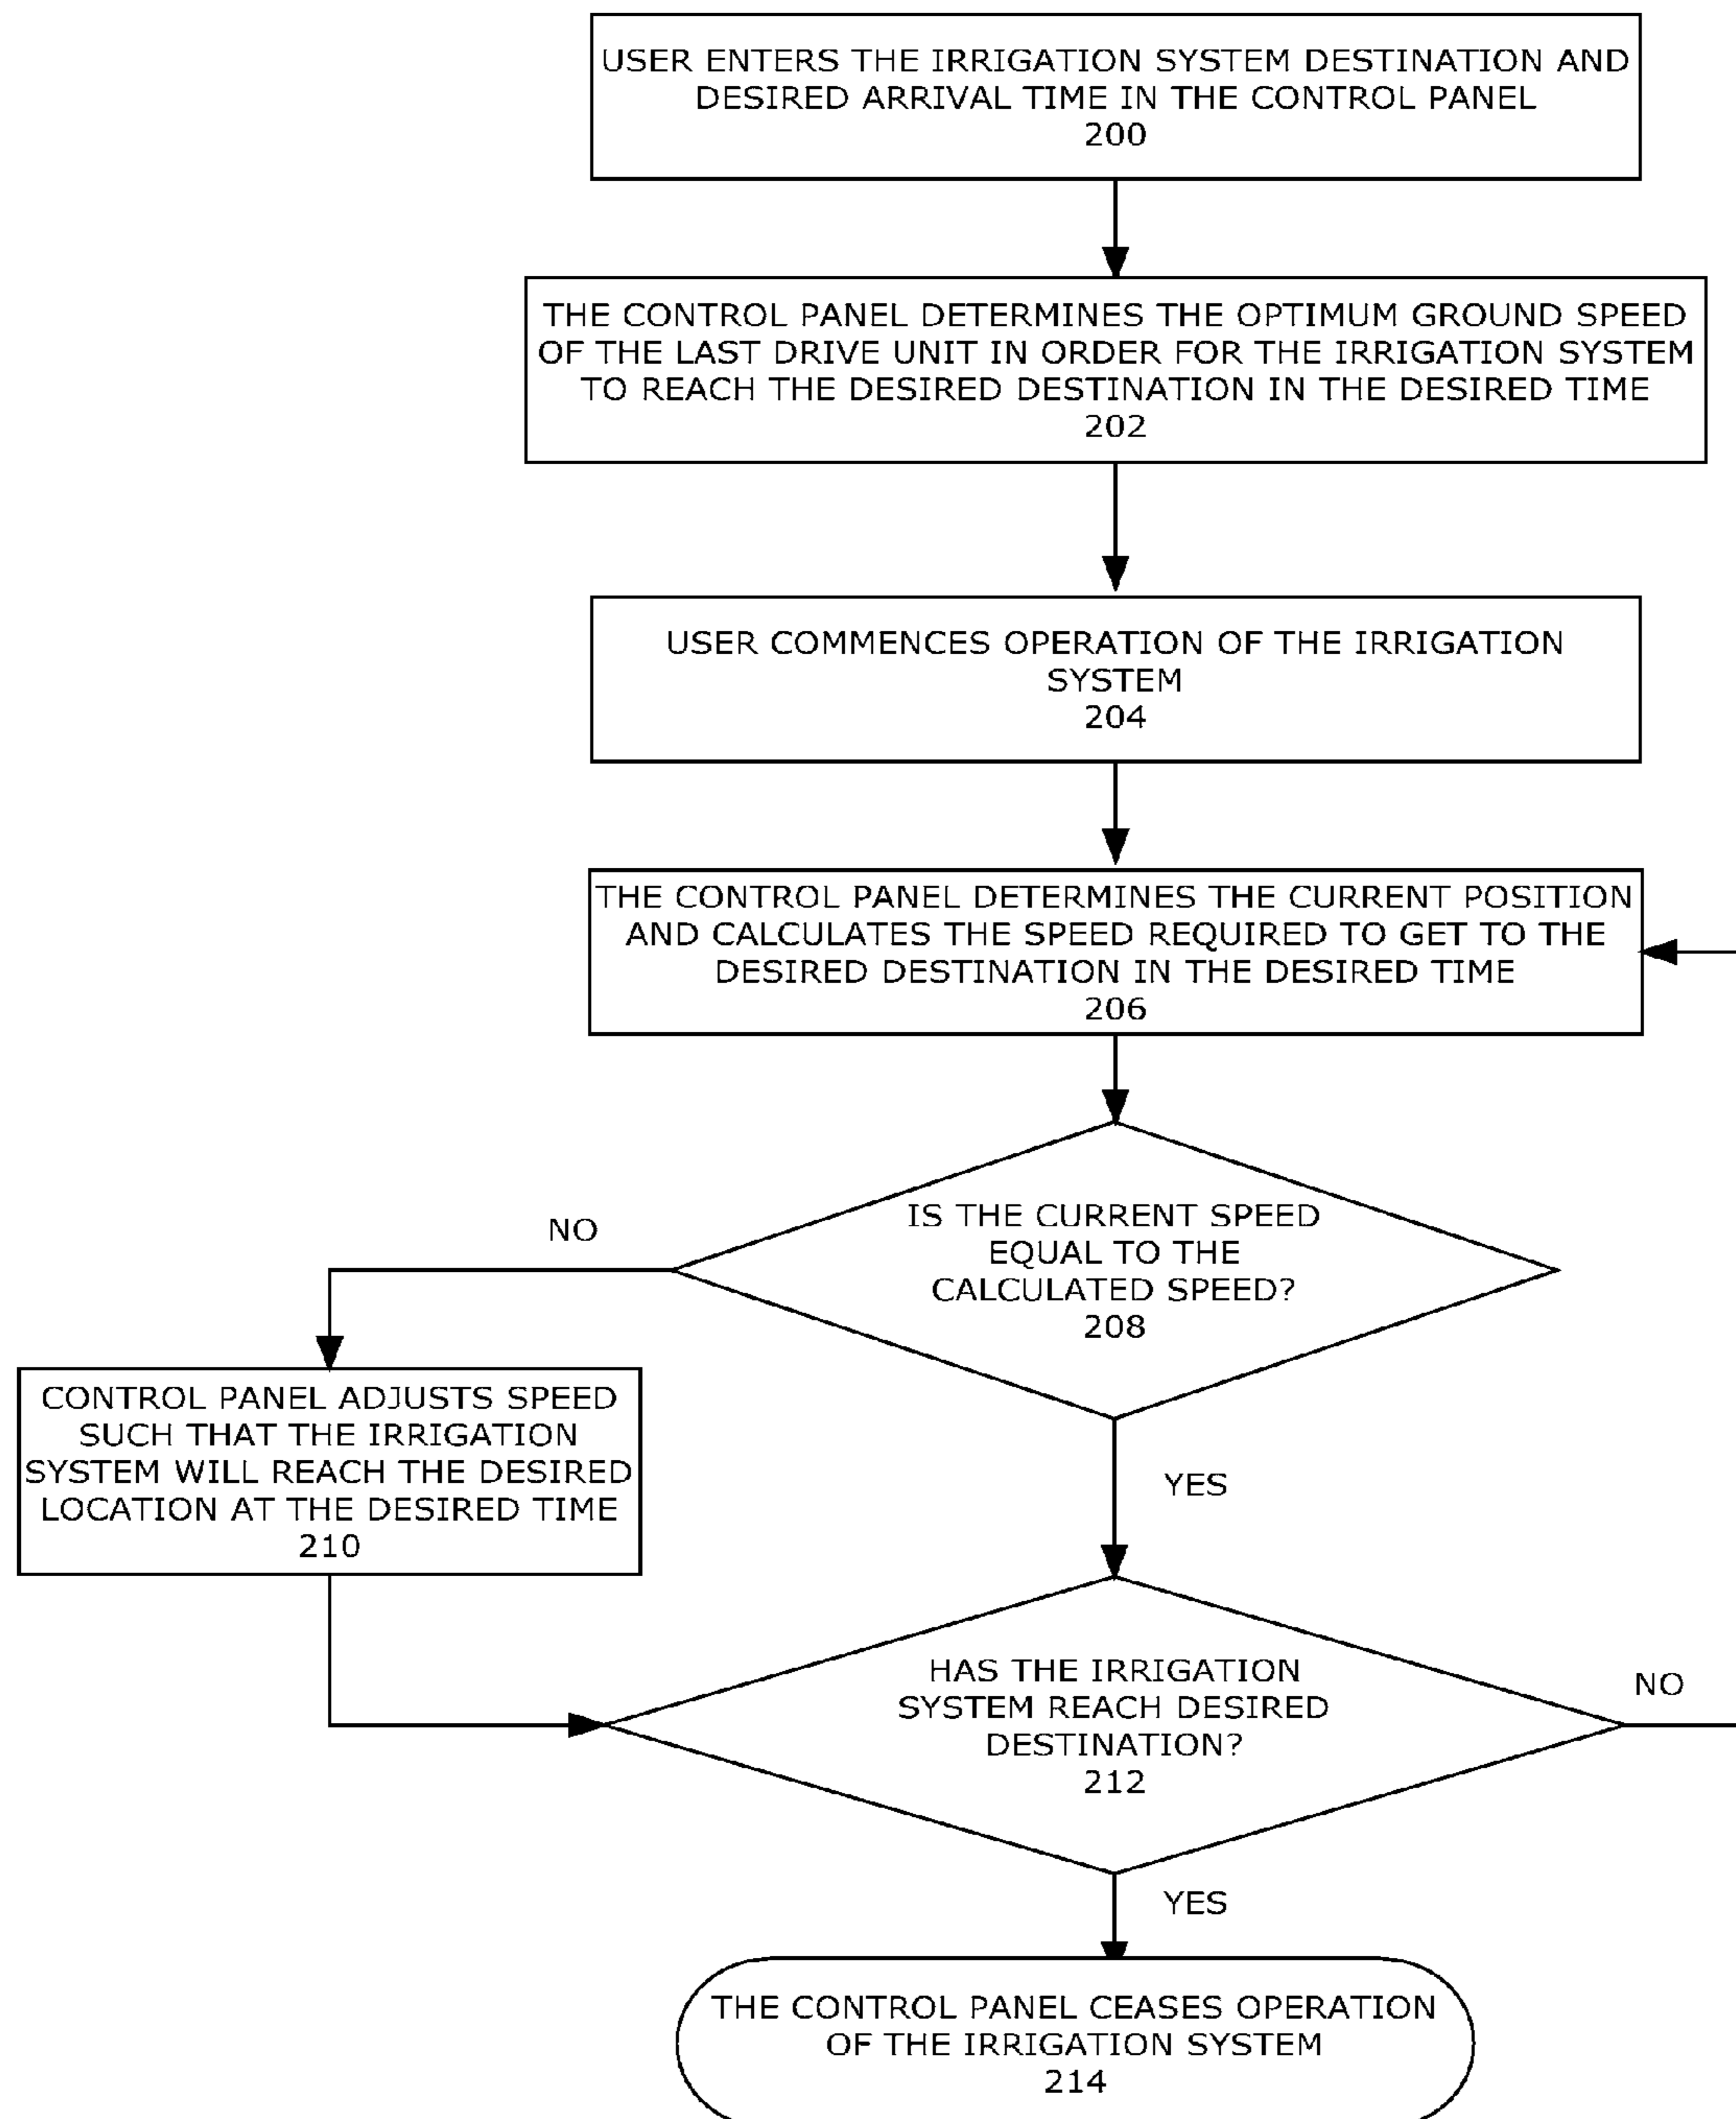 USER ENTERS THE IRRIGATION SYSTEM DESTINATION AND
DESIRED ARRIVAL TIME IN THE CONTROL PANEL
200
THE CONTROL PANEL DETERMINES THE OPTIMUM GROUND SPEED
OF THE LAST DRIVE UNIT IN ORDER FOR THE IRRIGATION SYSTEM
TO REACH THE DESIRED DESTINATION IN THE DESIRED TIME
202
USER COMMENCES OPERATION OF THE IRRIGATION
SYSTEM
204
THE CONTROL PANEL DETERMINES THE CURRENT POSITION
AND CALCULATES THE SPEED REQUIRED TO GET TO THE
DESIRED DESTINATION IN THE DESIRED TIME
206
IS THE CURRENT SPEED
EQUAL TO THE
CALCULATED SPEED?
208
NO
CONTROL PANEL ADJUSTS SPEED
SUCH THAT THE IRRIGATION
SYSTEM WILL REACH THE DESIRED
LOCATION AT THE DESIRED TIME
210
YES
HAS THE IRRIGATION
SYSTEM REACH DESIRED
DESTINATION?
212
NO
YES
THE CONTROL PANEL CEASES OPERATION
OF THE IRRIGATION SYSTEM
214